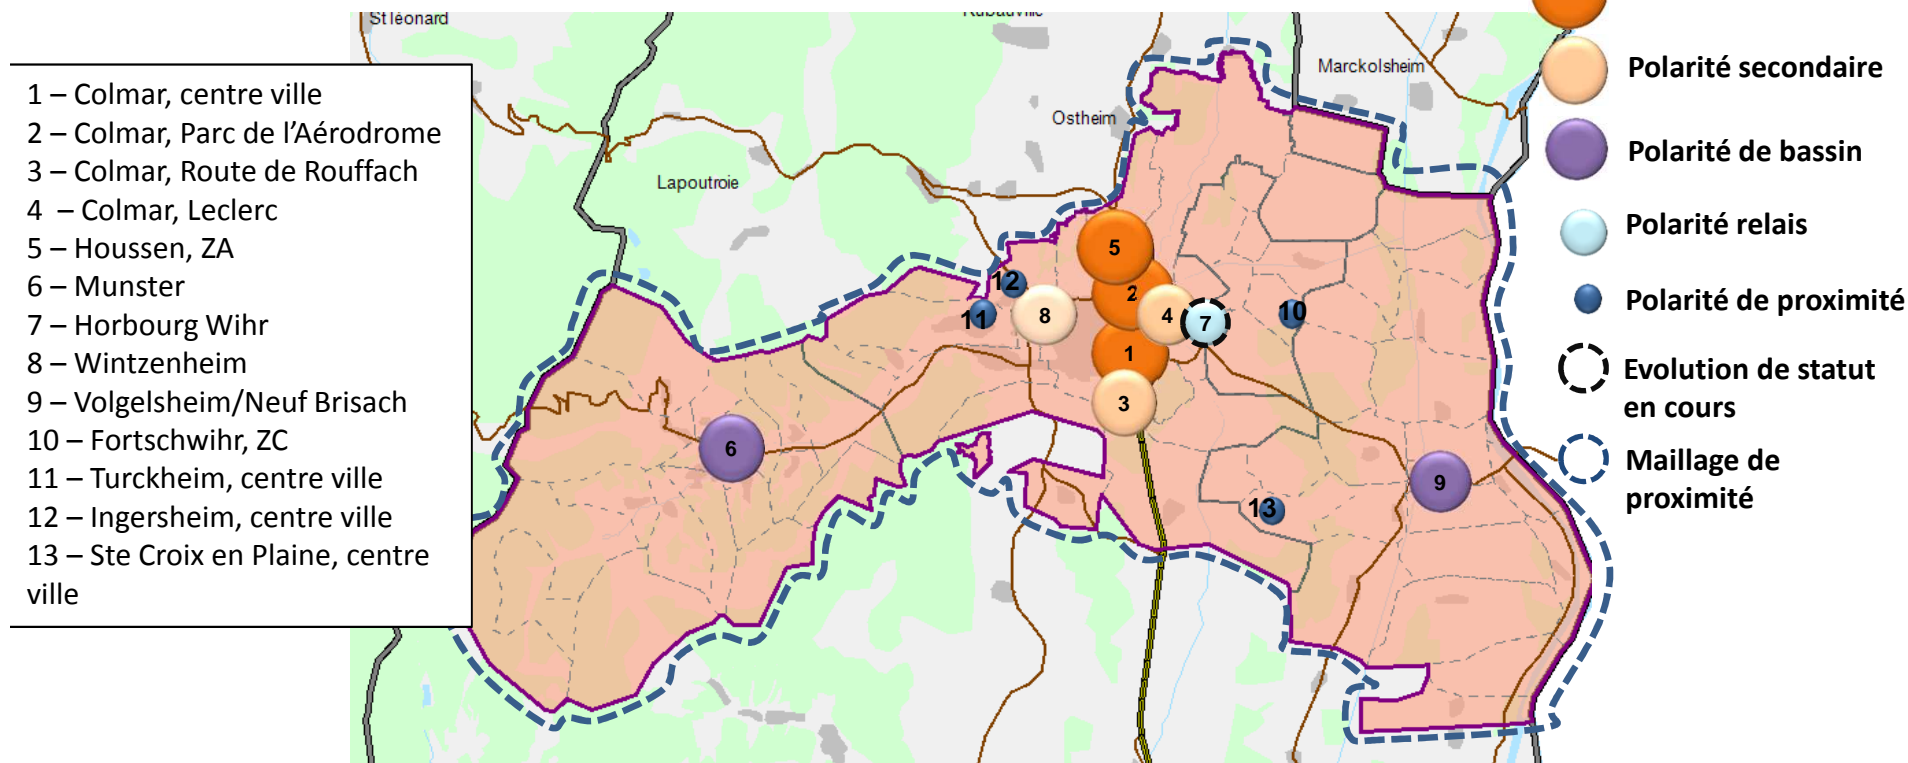 St léonard
1 – Colmar, centre ville
2 – Colmar, Parc de l’Aérodrome
3 – Colmar, Route de Rouffach
4 – Colmar, Leclerc
5 – Houssen, ZA
6 – Munster
7 – Horbourg Wihr
8 – Wintzenheim
9 – Volgelsheim/Neuf Brisach
10 – Fortschwihr, ZC
11 – Turckheim, centre ville
12 – Ingersheim, centre ville
13 – Ste Croix en Plaine, centre
ville
Marckolsheim
Ostheim
Lapoutroie
5
12
2
11
8
4
7
10
1
3
6
9
13
Polarité secondaire
Polarité de bassin
Polarité relais
Polarité de proximité
Evolution de statut
en cours
Maillage de
proximité